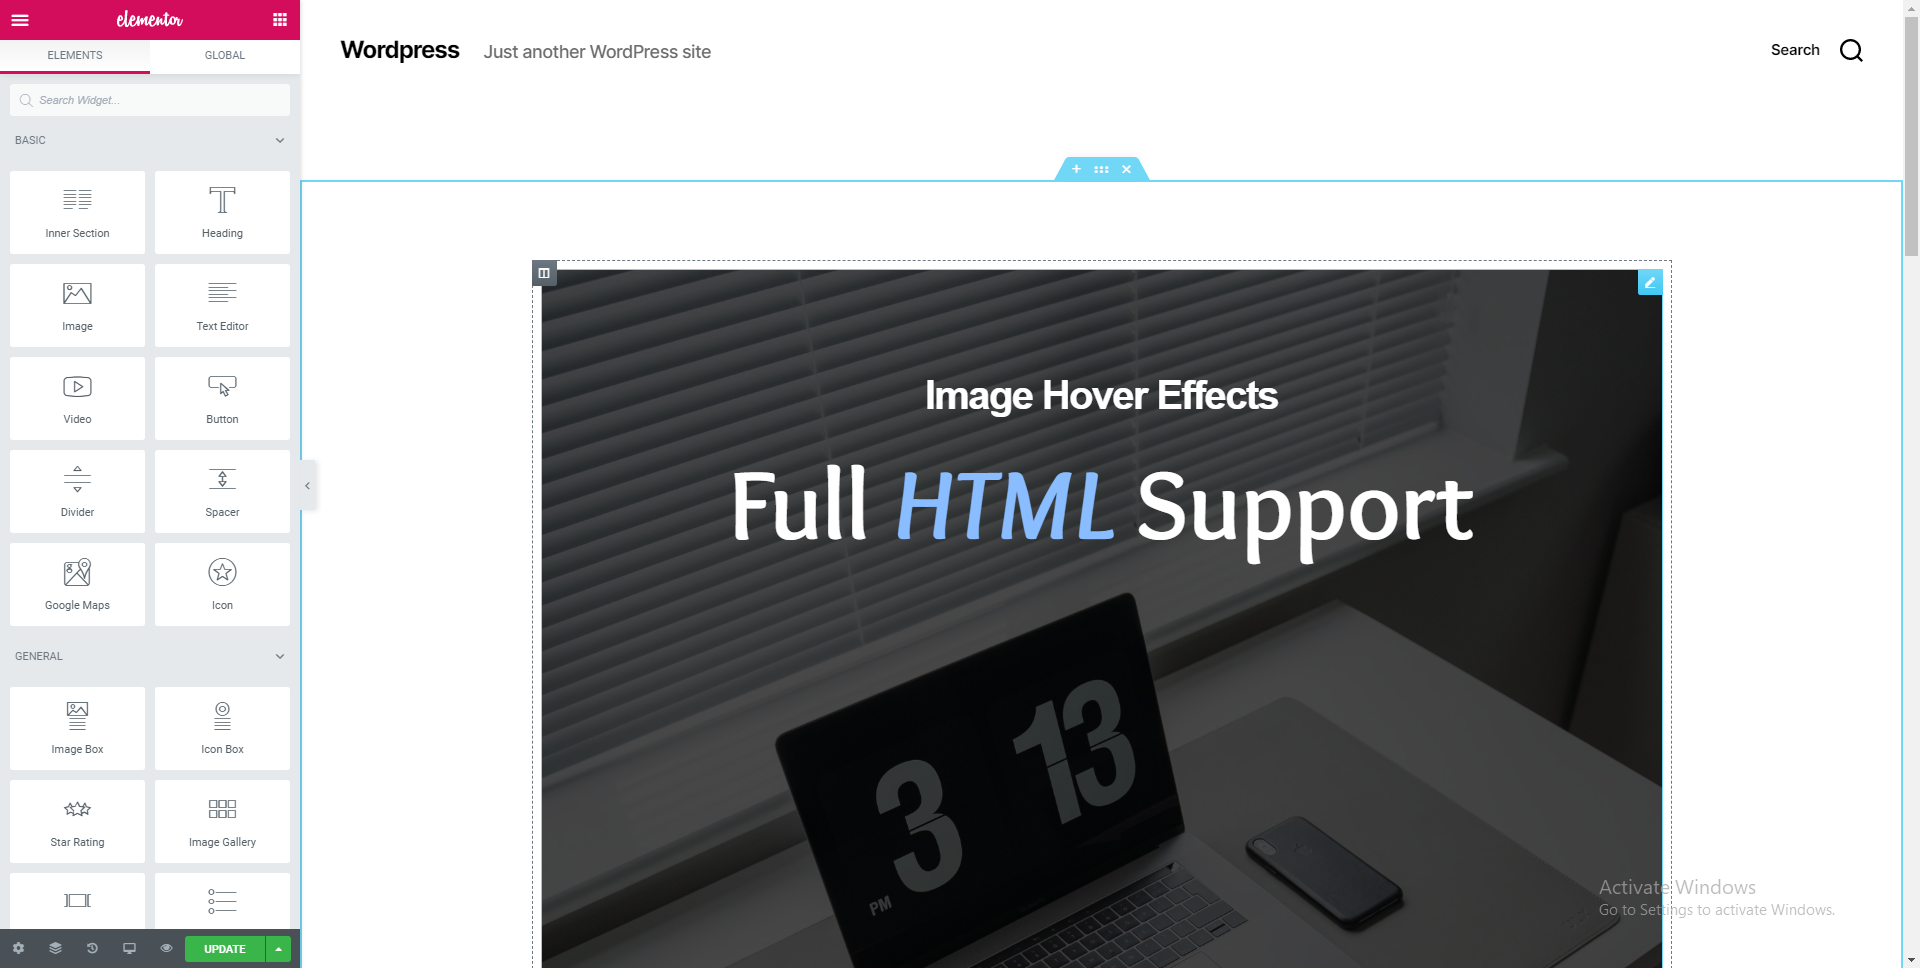 elementor
ELEMENTS
GLOBAL
Search Widget...
BASIC
Inner Section
Heading
Image
Text Editor
Video
Button
Divider
Spacer
Google Maps
Icon
GENERAL
Image Box
Icon Box
Star Rating
Image Gallery
UPDATE
Wordpress
Just another WordPress site
Search
Image Hover Effects
Full HTML Support
3 13
PM
Activate Windows
Go to Settings to activate Windows.